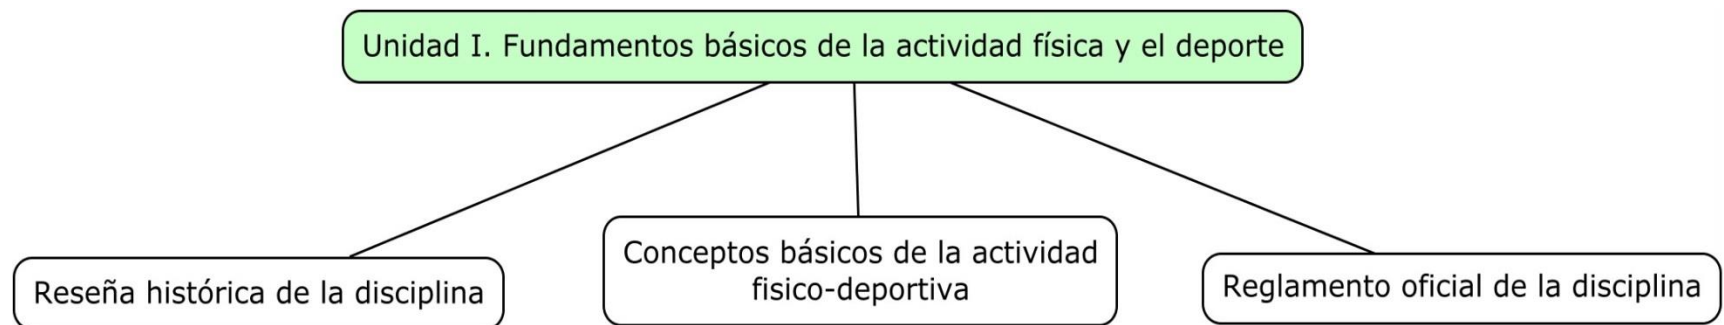 Unidad I. Fundamentos básicos de la actividad física y el deporte
Reseña histórica de la disciplina
Conceptos básicos de la actividad
fisico-deportiva
Reglamento oficial de la disciplina